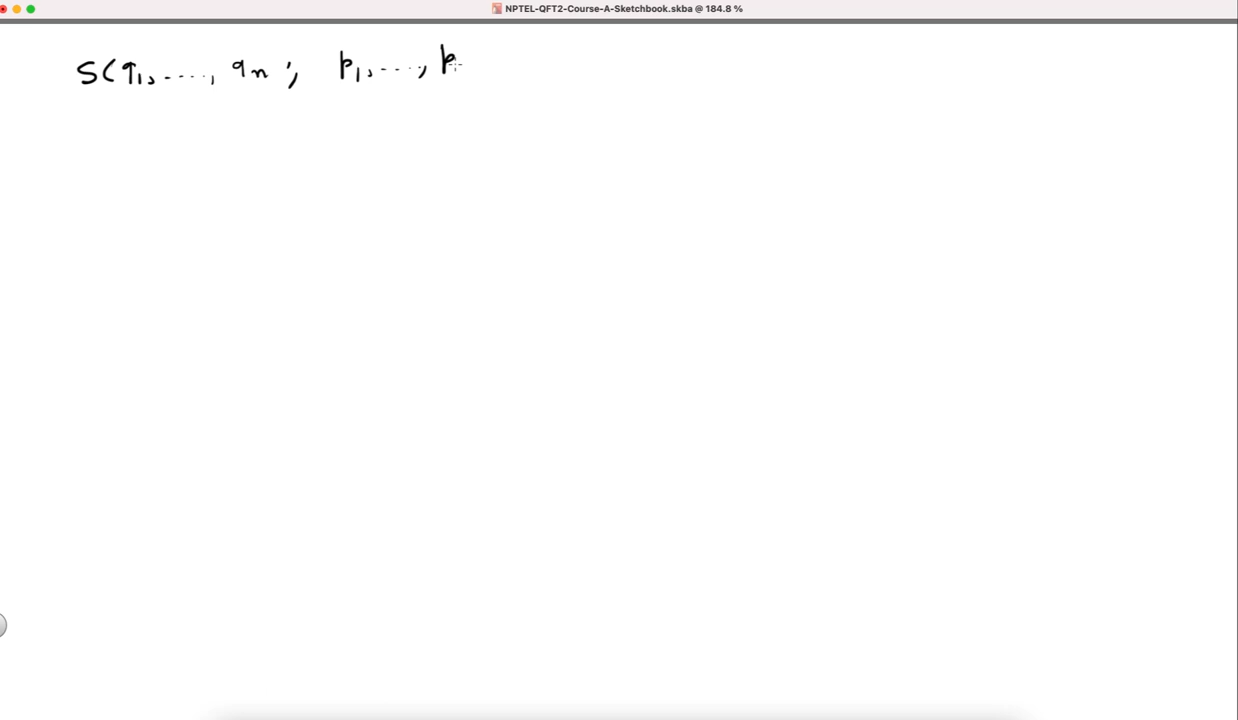 NPTEL-QFT2-Course-A-Sketchbook.skba @ 184.8 %
S(q₁, ...., qₙ ; p₁, ...., p